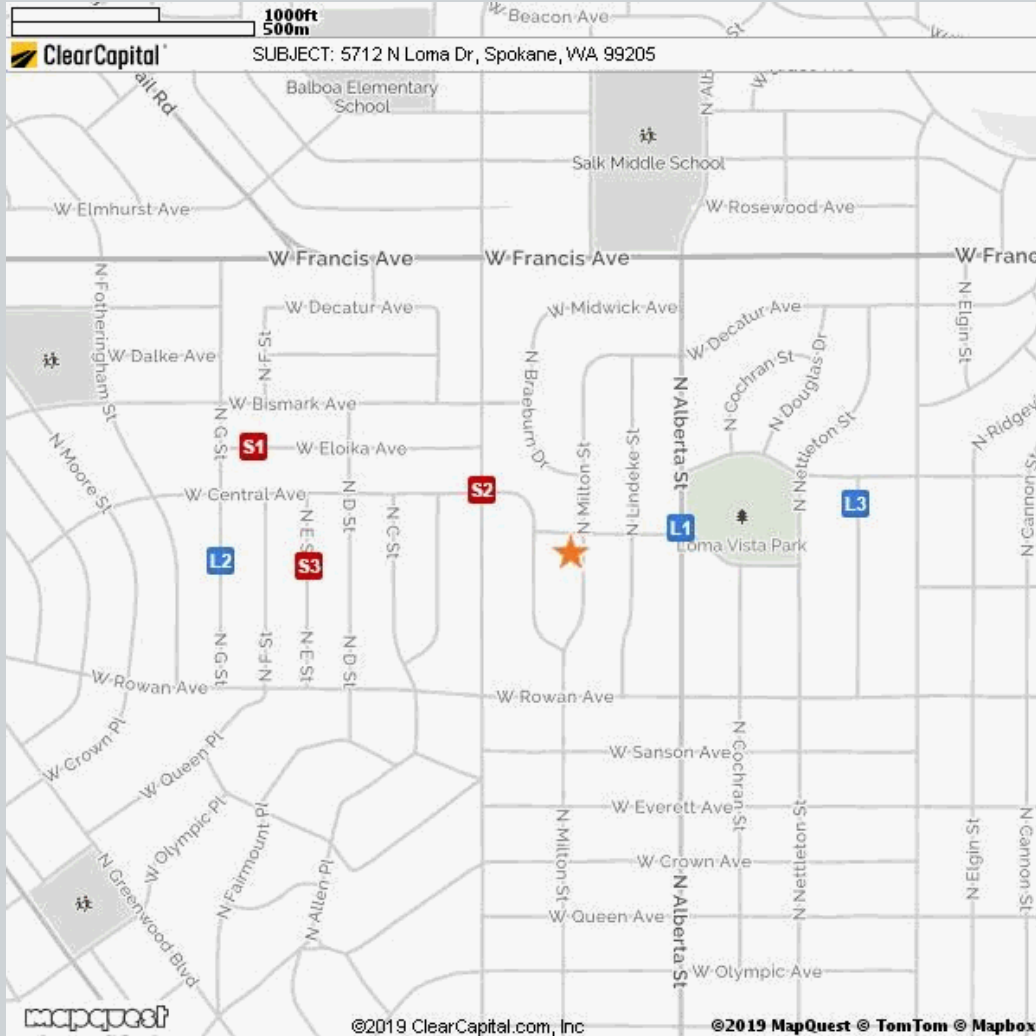 1000ft
500m
W Beacon Ave
ClearCapital
SUBJECT: 5712 N Loma Dr, Spokane, WA 99205
ail Rd
Balboa Elementary
School
N Alb
Salk Middle School
W Elmhurst Ave
W Rosewood Ave
W Francis Ave
W Francis Ave
W Franc
N Fotheringham St
W Decatur Ave
W Midwick Ave
W Decatur Ave
N Elgin St
N F St
W Dalke Ave
N Braeburn Dr
N Cochran St
N Douglas Dr
W Bismark Ave
N Alberta St
N G St
S1
W Eloika Ave
N Milton St
N Lindeke St
N Nettleton St
N Ridgev
N Moore St
W Central Ave
S2
N Cannon St
L3
N E S
N D St
N C St
L1
Loma Vista Park
L2
S3
N G St
N F St
N E St
N D St
W Rowan Ave
W Rowan Ave
W Crown Pl
W Queen Pl
W Sanson Ave
N Cochran St
W Olympic Pl
N Fairmount Pl
W Everett Ave
N Milton St
N Nettleton St
N Elgin St
N Cannon St
N Greenwood Blvd
N Allen Pl
W Crown Ave
N Alberta St
W Queen Ave
W Olympic Ave
mapquest
©2019 ClearCapital.com, Inc
©2019 MapQuest © TomTom © Mapbox